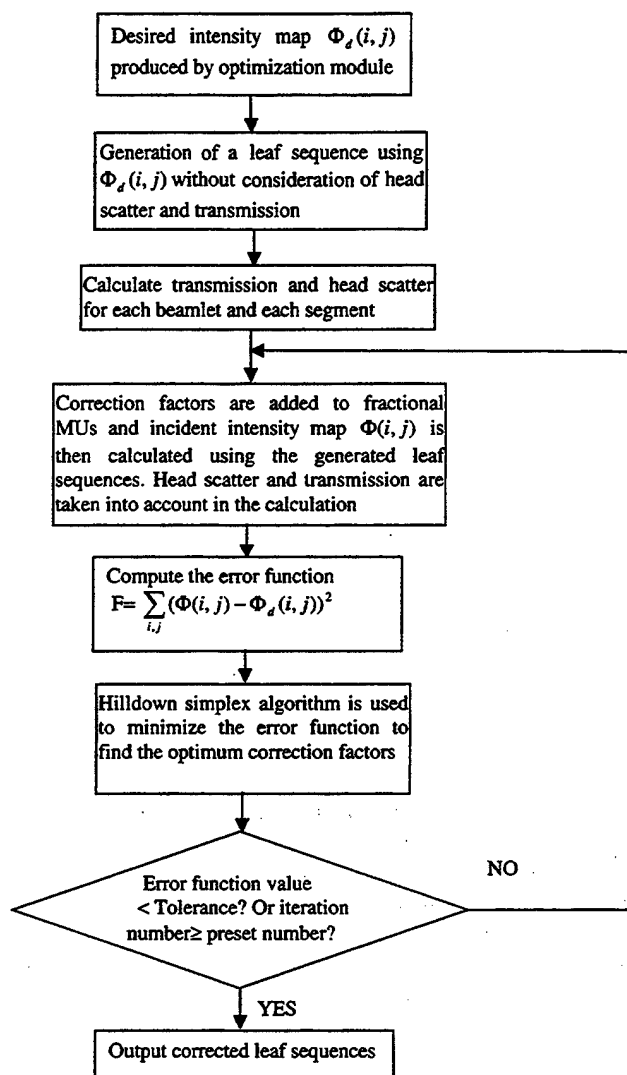 Desired intensity map Φ_d(i,j)
produced by optimization module
Generation of a leaf sequence using
Φ_d(i,j) without consideration of head
scatter and transmission
Calculate transmission and head scatter
for each beamlet and each segment
Correction factors are added to fractional
MUs and incident intensity map Φ(i,j) is
then calculated using the generated leaf
sequences. Head scatter and transmission are
taken into account in the calculation
Compute the error function
F= ∑_{i,j} (Φ(i,j) − Φ_d(i,j))²
Hilldown simplex algorithm is used
to minimize the error function to
find the optimum correction factors
NO
Error function value
< Tolerance? Or iteration
number≥ preset number?
YES
Output corrected leaf sequences